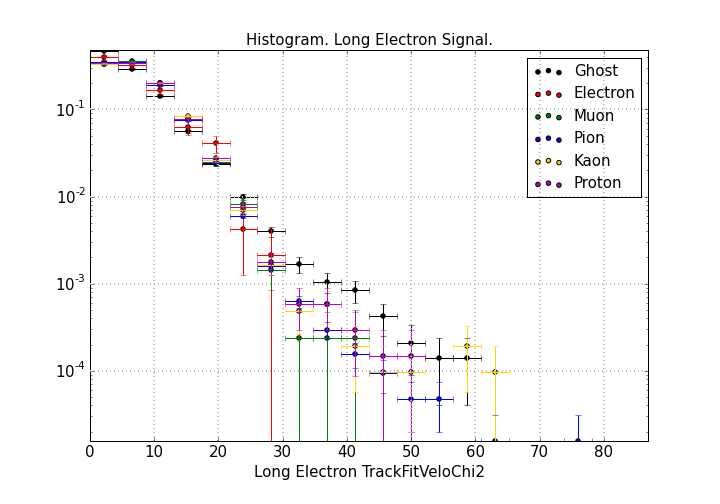 Histogram. Long Electron Signal.
Ghost
Electron
Muon
Pion
Kaon
Proton
10^-1
10^-2
10^-3
10^-4
0 10 20 30 40 50 60 70 80
Long Electron TrackFitVeloChi2